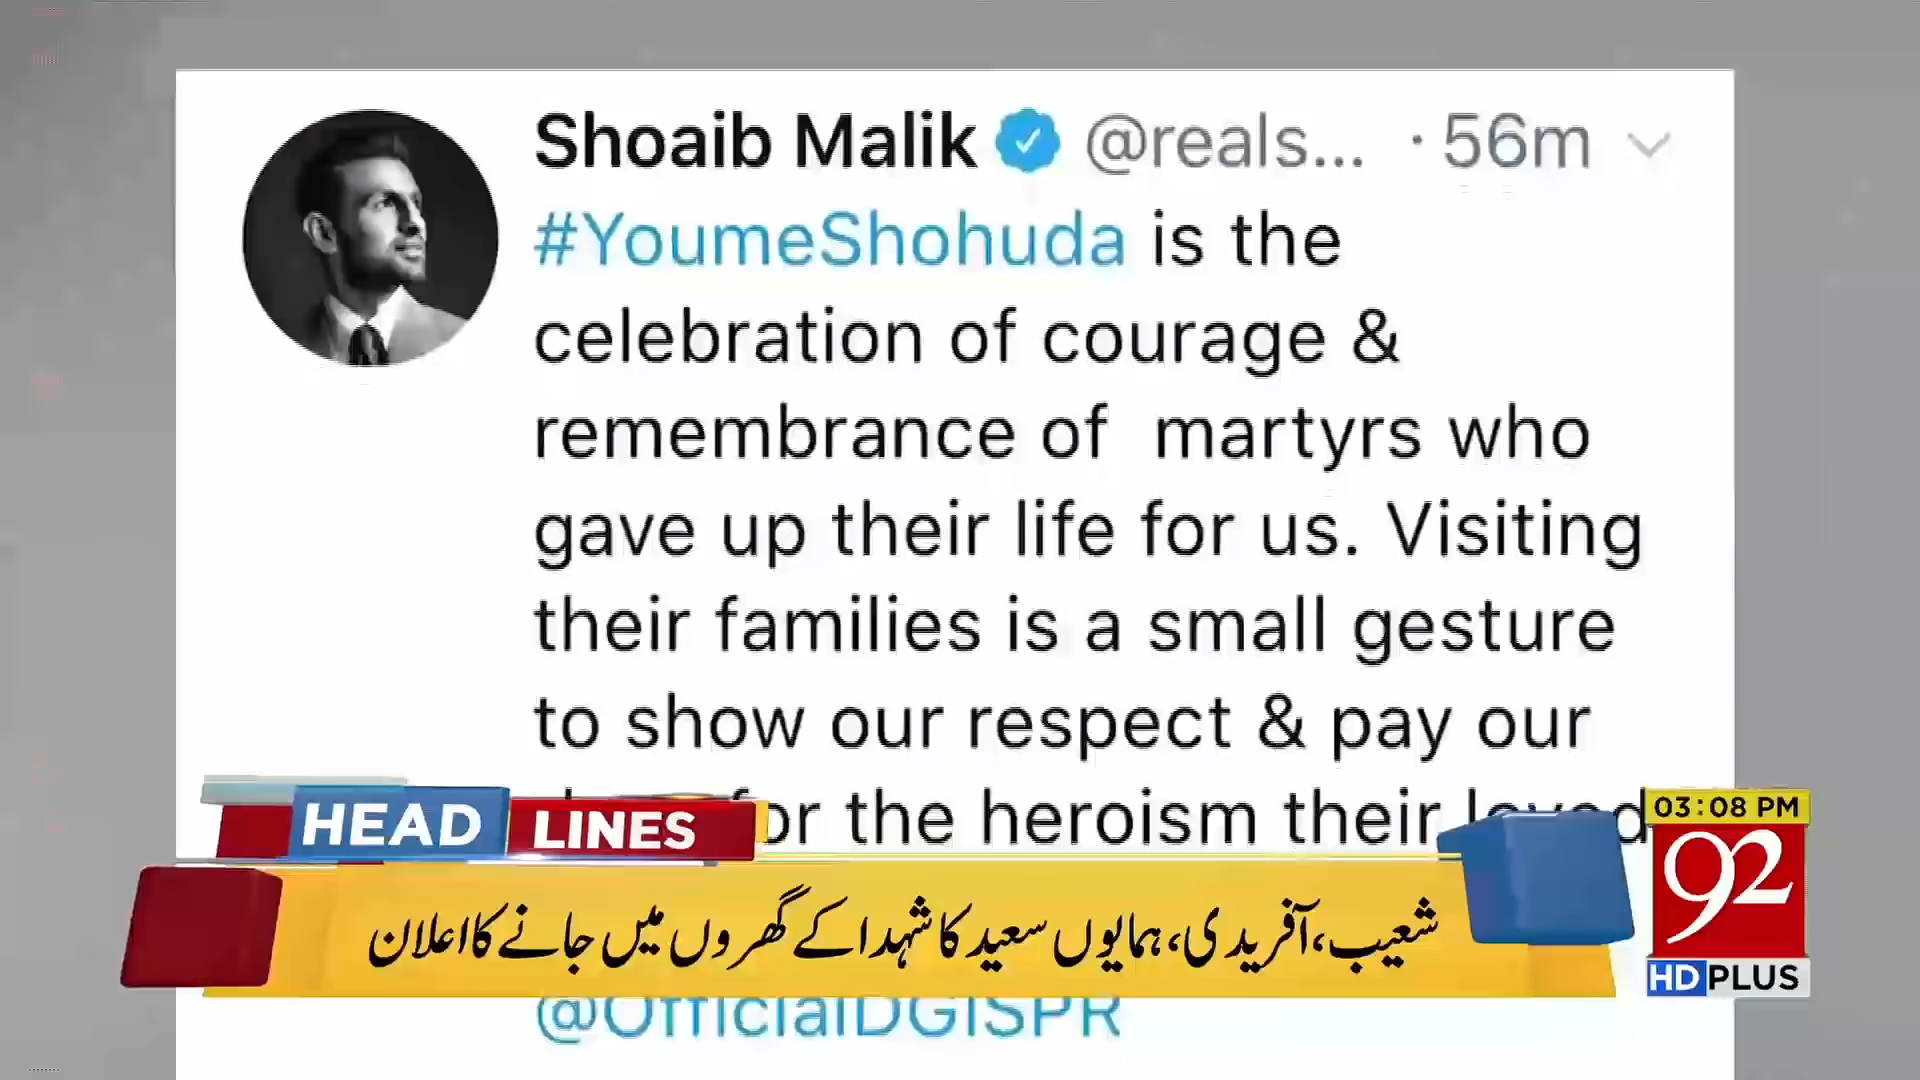 Shoaib Malik @reals... · 56m
#YoumeShohuda is the
celebration of courage &
remembrance of martyrs who
gave up their life for us. Visiting
their families is a small gesture
to show our respect & pay our
for the heroism their loved
HEAD LINES
03:08 PM
92
HD PLUS
شعیب،آفریدی،ہمایوں سعید کا شہدا کے گھروں میں جانے کا اعلان
@OfficialDGISPR